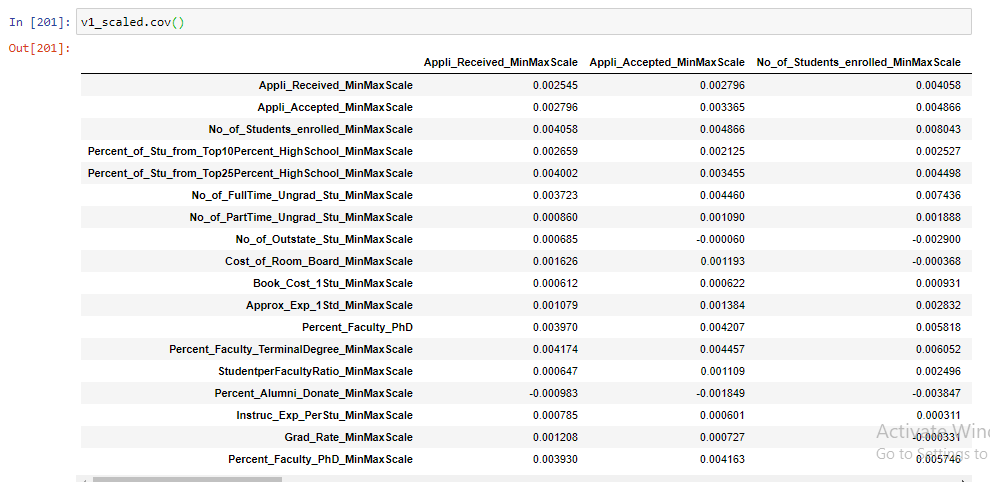 In [201]: v1_scaled.cov()
Out[201]:
Appli_Received_MinMaxScale Appli_Accepted_MinMaxScale No_of_Students_enrolled_MinMaxScale
Appli_Received_MinMaxScale 0.002545 0.002796 0.004058
Appli_Accepted_MinMaxScale 0.002796 0.003365 0.004866
No_of_Students_enrolled_MinMaxScale 0.004058 0.004866 0.008043
Percent_of_Stu_from_Top10Percent_HighSchool_MinMaxScale 0.002659 0.002125 0.002527
Percent_of_Stu_from_Top25Percent_HighSchool_MinMaxScale 0.004002 0.003455 0.004498
No_of_FullTime_Ungrad_Stu_MinMaxScale 0.003723 0.004460 0.007436
No_of_PartTime_Ungrad_Stu_MinMaxScale 0.000860 0.001090 0.001888
No_of_Outstate_Stu_MinMaxScale 0.000685 -0.000060 -0.002900
Cost_of_Room_Board_MinMaxScale 0.001626 0.001193 -0.000368
Book_Cost_1Stu_MinMaxScale 0.000612 0.000622 0.000931
Approx_Exp_1Std_MinMaxScale 0.001079 0.001384 0.002832
Percent_Faculty_PhD 0.003970 0.004207 0.005818
Percent_Faculty_TerminalDegree_MinMaxScale 0.004174 0.004457 0.006052
StudentperFacultyRatio_MinMaxScale 0.000647 0.001109 0.002496
Percent_Alumni_Donate_MinMaxScale -0.000983 -0.001849 -0.003847
Instruc_Exp_PerStu_MinMaxScale 0.000785 0.000601 0.000311
Grad_Rate_MinMaxScale 0.001208 0.000727 -0.000331
Percent_Faculty_PhD_MinMaxScale 0.003930 0.004163 0.005746
Activate Win
Go to Settings to